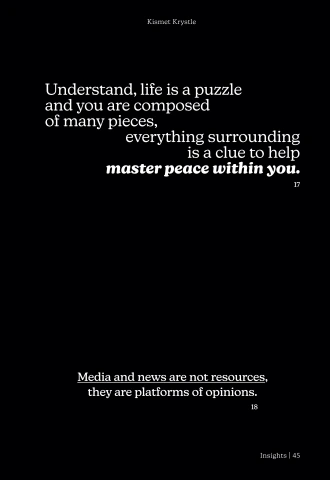 Kismet Krystle
Understand, life is a puzzle
and you are composed
of many pieces,
everything surrounding
is a clue to help
master peace within you.
17
Media and news are not resources,
they are platforms of opinions.
18
Insights | 45